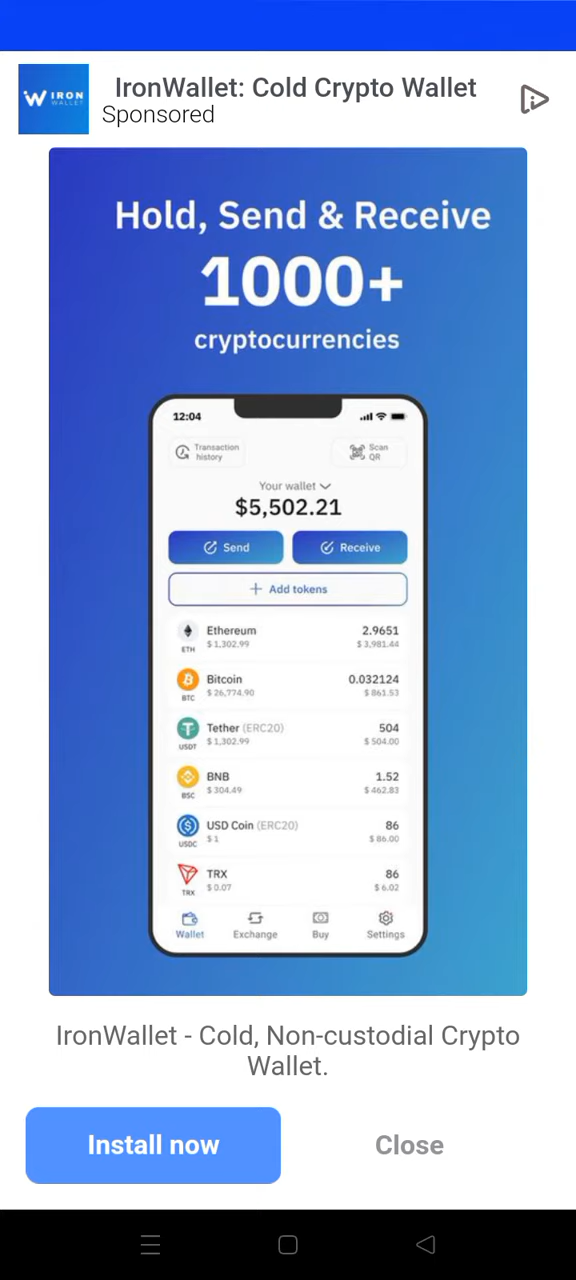 W IRON
WALLET
IronWallet: Cold Crypto Wallet
Sponsored
Hold, Send & Receive
1000+
cryptocurrencies
12:04
Transaction
history
Scan
QR
Your wallet
$5,502.21
Send
Receive
+ Add tokens
Ethereum 2.9651
ETH $ 1,302.99 $ 3,981.44
Bitcoin 0.032124
BTC $ 26,774.90 $ 861.53
Tether (ERC20) 504
USDT $ 1,302.99 $ 504.00
BNB 1.52
BSC $ 304.49 $ 462.83
USD Coin (ERC20) 86
USDC $ 1 $ 86.00
TRX 86
TRX $ 0.07 $ 6.02
Wallet Exchange Buy Settings
IronWallet - Cold, Non-custodial Crypto
Wallet.
Install now
Close